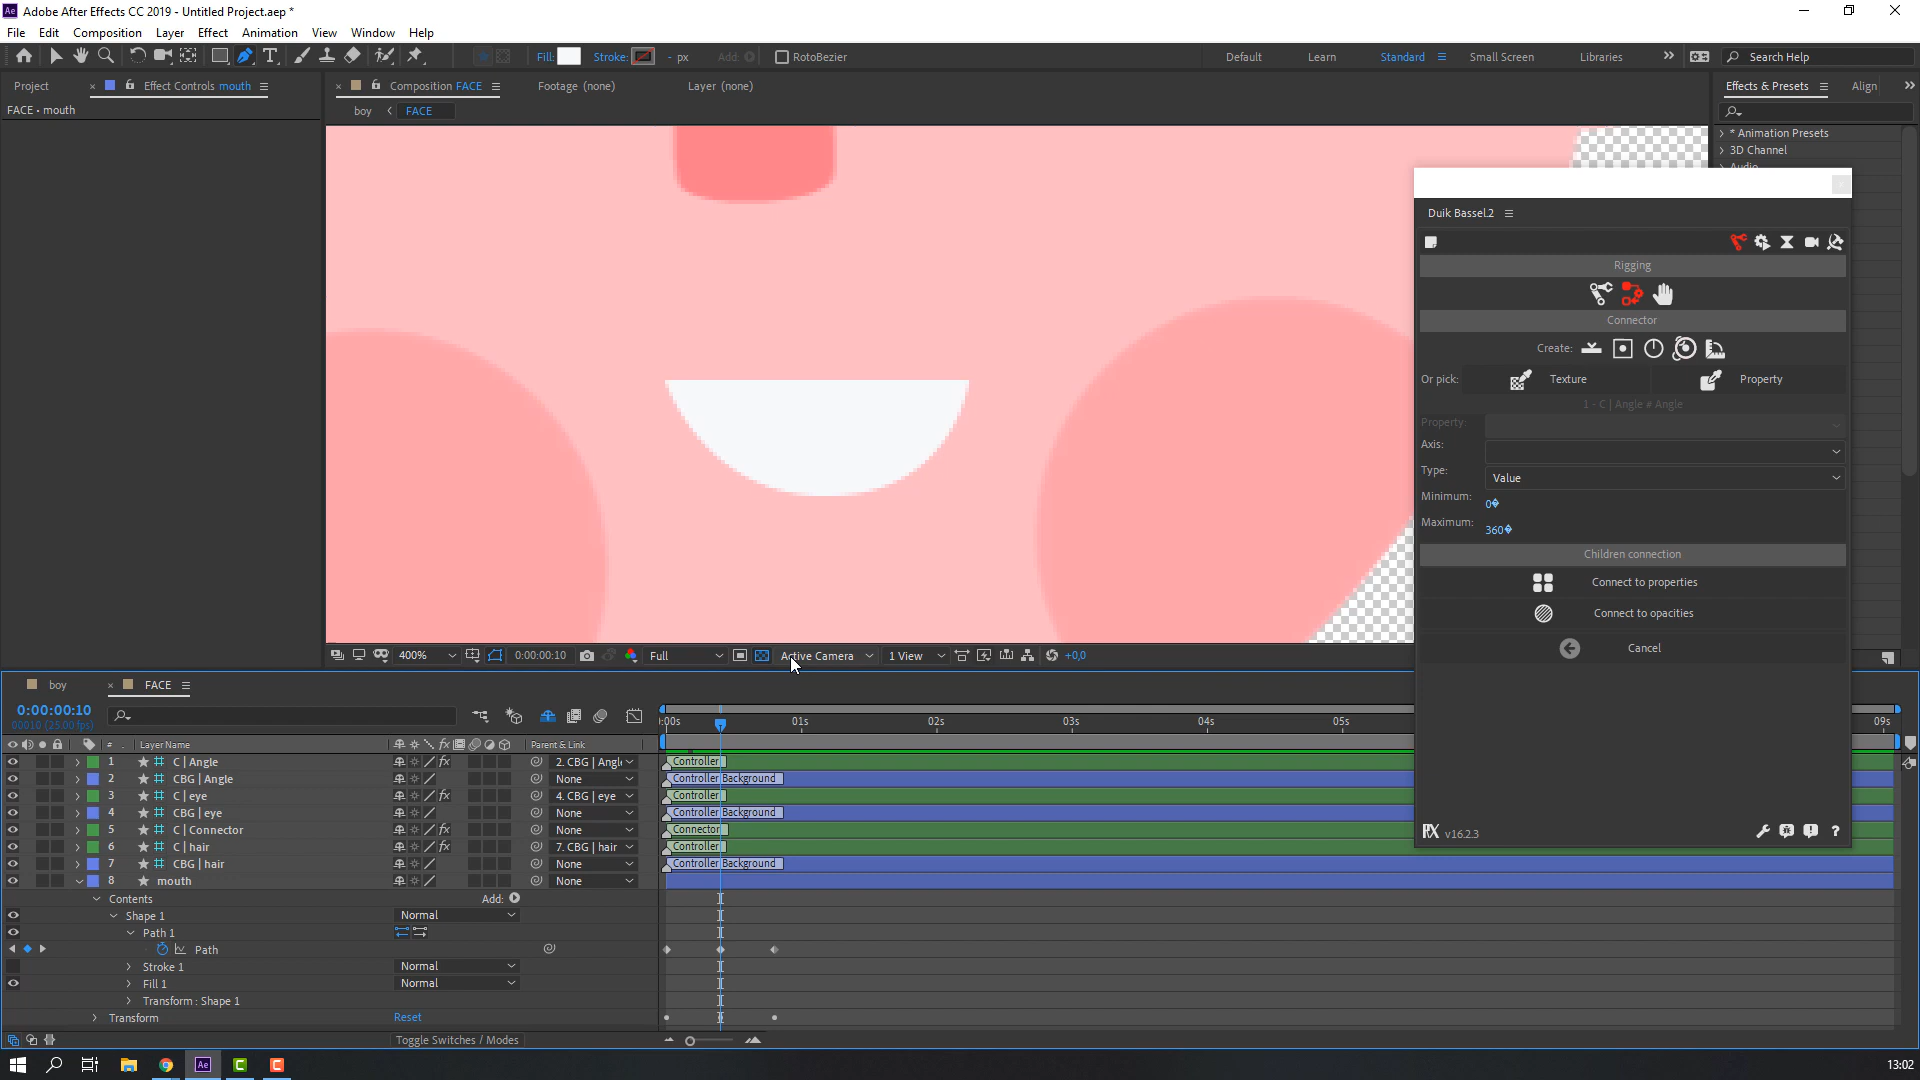 Adobe After Effects CC 2019 - Untitled Project.aep *
File Edit Composition Layer Effect Animation View Window Help
Fill: Stroke: - px Add: RotoBezier Default Learn Standard Small Screen Libraries Search Help
Project Effect Controls mouth Composition FACE Footage (none) Layer (none) Effects & Presets Align
FACE • mouth boy FACE
* Animation Presets
3D Channel
Audio
Duik Bassel.2
Rigging
Connector
Create:
Or pick: Texture Property
1 - C | Angle # Angle
Property:
Axis:
Type: Value
Minimum: 0�
Maximum: 360�
Children connection
Connect to properties
Connect to opacities
Cancel
v16.2.3
400% 0:00:00:10 Full Active Camera 1 View +0,0
boy FACE
0:00:00:10
00010 (25.00 fps)
:00s 01s 02s 03s 04s 05s 09s
# Layer Name Parent & Link
1 C | Angle 2. CBG | Angle Controller
2 CBG | Angle None Controller Background
3 C | eye 4. CBG | eye Controller
4 CBG | eye None Controller Background
5 C | Connector None Connector
6 C | hair 7. CBG | hair Controller
7 CBG | hair None Controller Background
8 mouth None
Contents Add:
Shape 1 Normal
Path 1
Path
Stroke 1 Normal
Fill 1 Normal
Transform : Shape 1
Transform Reset
Toggle Switches / Modes
13:02